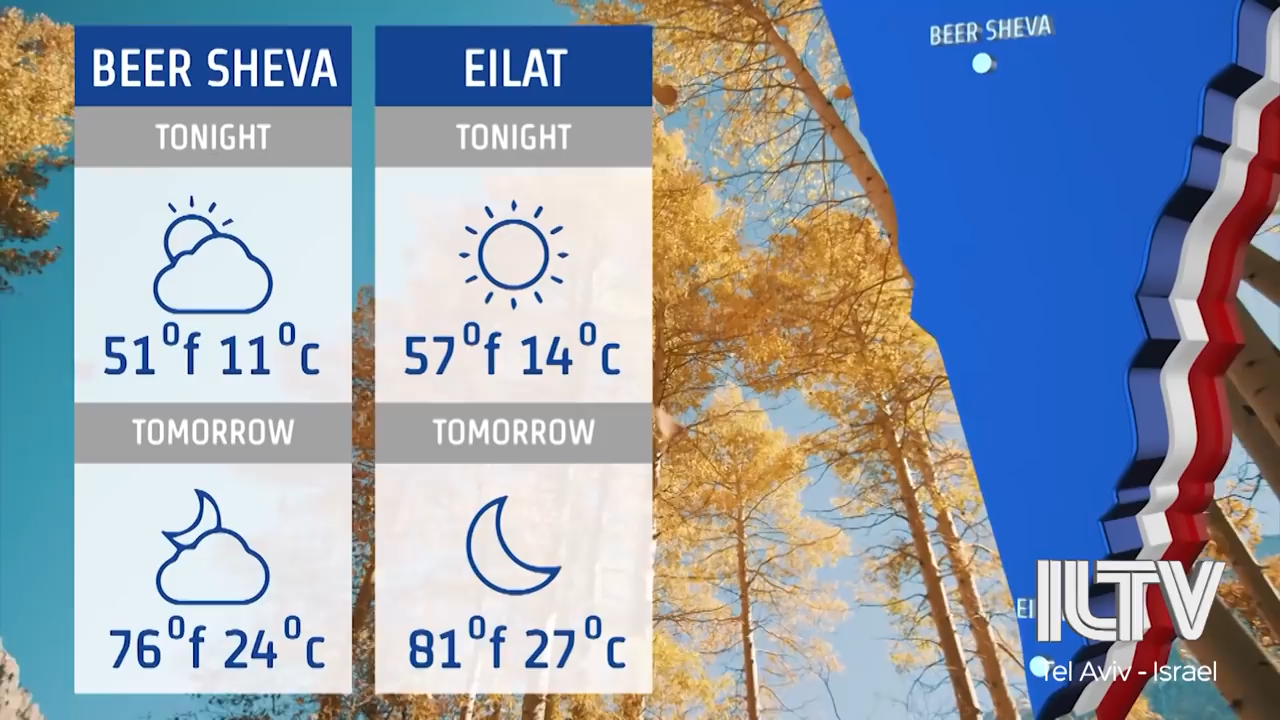 BEER SHEVA
TONIGHT
51°f 11°c
TOMORROW
76°f 24°c
EILAT
TONIGHT
57°f 14°c
TOMORROW
81°f 27°c
BEER SHEVA
EI
ILTV
Tel Aviv - Israel